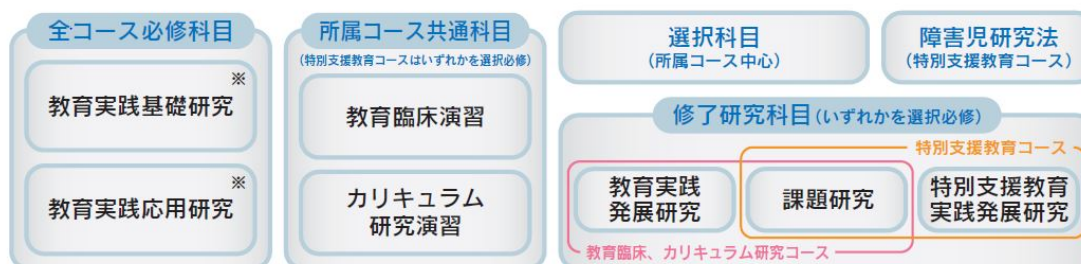 全コース必修科目
教育実践基礎研究※
教育実践応用研究※
所属コース共通科目
(特別支援教育コースはいずれかを選択必修)
教育臨床演習
カリキュラム
研究演習
選択科目
(所属コース中心)
障害児研究法
(特別支援教育コース)
修了研究科目(いずれかを選択必修)
特別支援教育コース
教育実践
発展研究
課題研究
特別支援教育
実践発展研究
教育臨床、カリキュラム研究コース